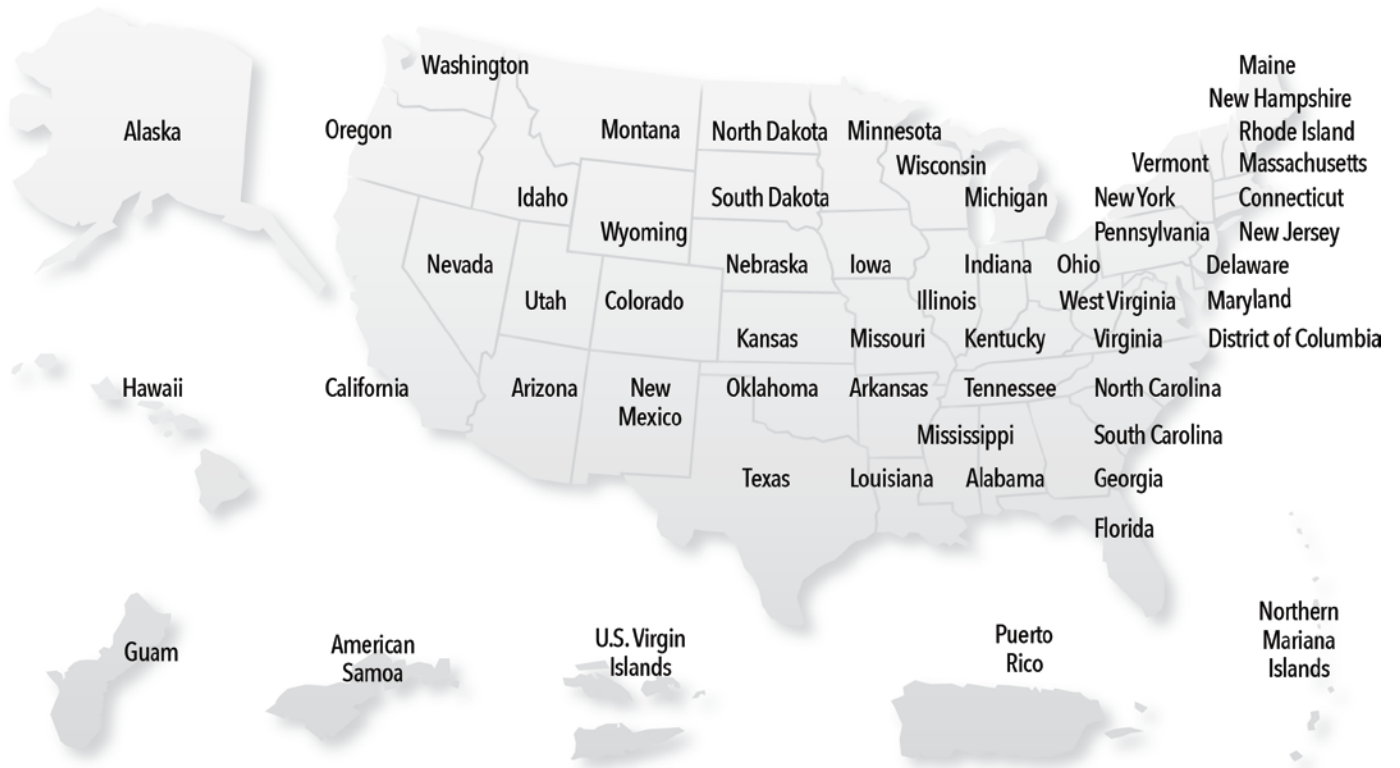 Washington
Maine
New Hampshire
Alaska
Oregon
Montana
North Dakota
Minnesota
Rhode Island
Wisconsin
Vermont
Massachusetts
Idaho
South Dakota
Michigan
New York
Connecticut
Wyoming
Pennsylvania
New Jersey
Nevada
Nebraska
Iowa
Indiana
Ohio
Delaware
Utah
Colorado
Illinois
West Virginia
Maryland
Kansas
Missouri
Kentucky
Virginia
District of Columbia
Hawaii
California
Arizona
New
Mexico
Oklahoma
Arkansas
Tennessee
North Carolina
Mississippi
South Carolina
Texas
Louisiana
Alabama
Georgia
Florida
Guam
American
Samoa
U.S. Virgin
Islands
Puerto
Rico
Northern
Mariana
Islands